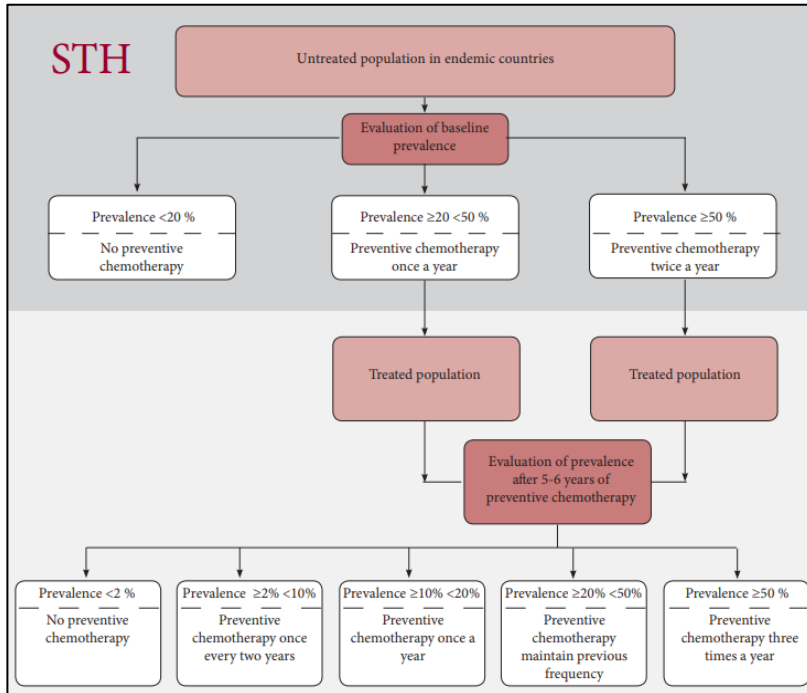 STH
Untreated population in endemic countries
Evaluation of baseline
prevalence
Prevalence <20 %
No preventive
chemotherapy
Prevalence ≥20 <50 %
Preventive chemotherapy
once a year
Prevalence ≥50 %
Preventive chemotherapy
twice a year
Treated population
Treated population
Evaluation of prevalence
after 5-6 years of
preventive chemotherapy
Prevalence <2 %
No preventive
chemotherapy
Prevalence ≥2% <10%
Preventive
chemotherapy once
every two years
Prevalence ≥10% <20%
Preventive
chemotherapy once a
year
Prevalence ≥20% <50%
Preventive
chemotherapy
maintain previous
frequency
Prevalence ≥50 %
Preventive
chemotherapy three
times a year